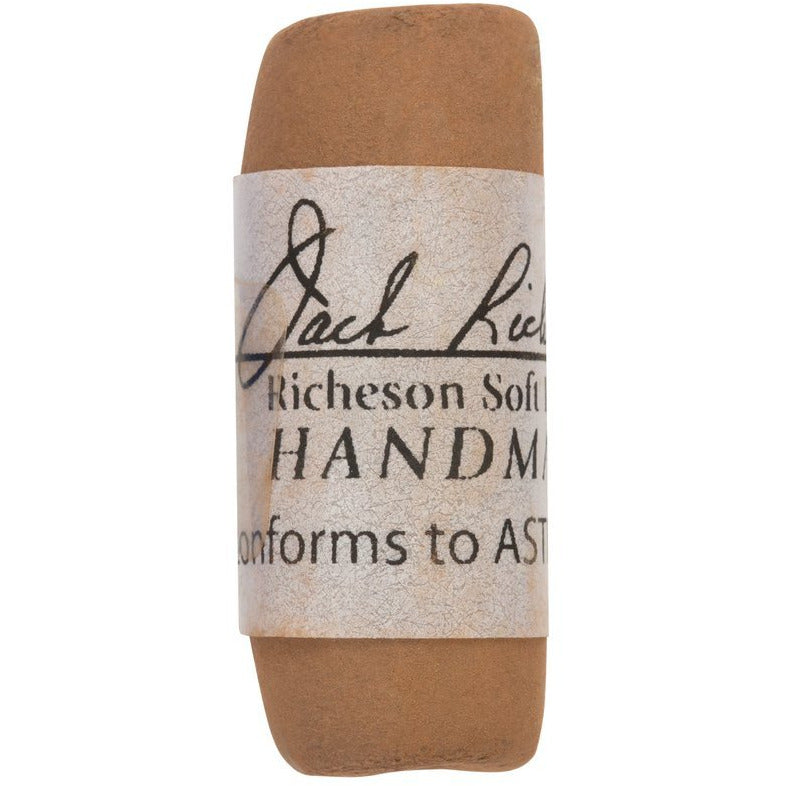 Jack Rich
Richeson Soft
HANDM
onforms to AST